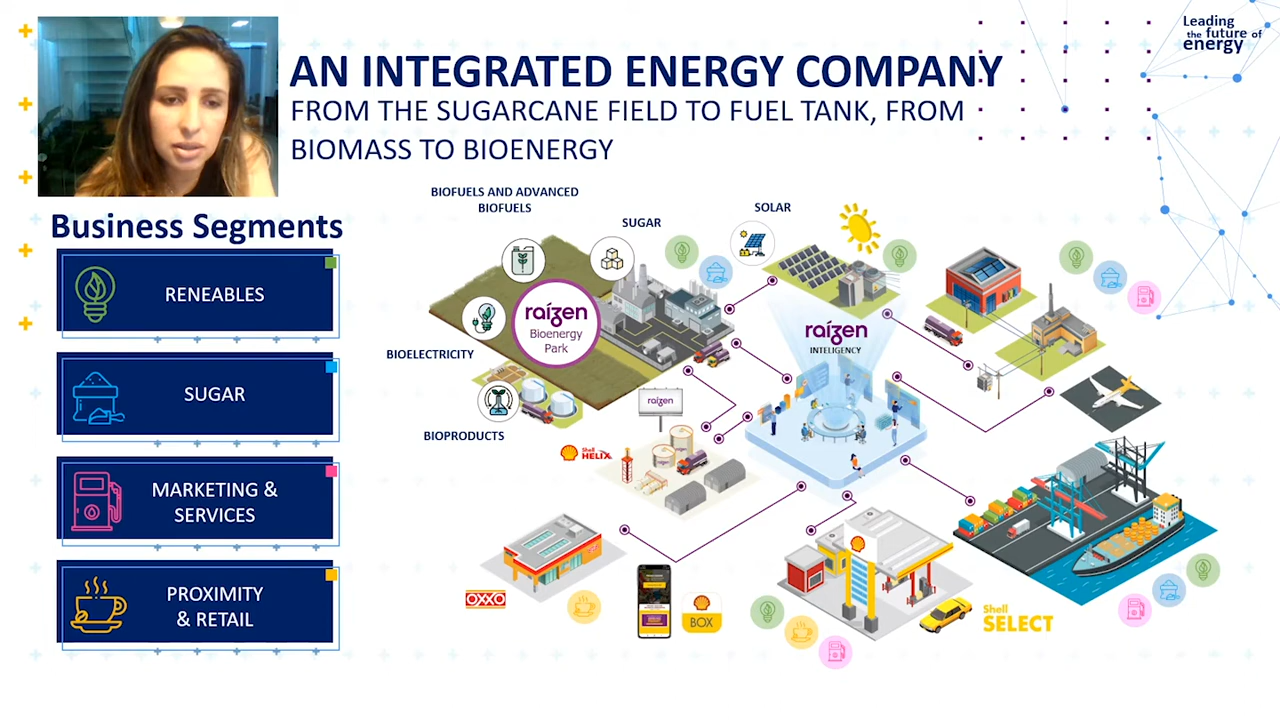 Leading
the future of
energy
AN INTEGRATED ENERGY COMPANY
FROM THE SUGARCANE FIELD TO FUEL TANK, FROM
BIOMASS TO BIOENERGY
Business Segments
RENEABLES
SUGAR
MARKETING &
SERVICES
PROXIMITY
& RETAIL
BIOFUELS AND ADVANCED
BIOFUELS
SUGAR
SOLAR
raízen
Bioenergy
Park
BIOELECTRICITY
BIOPRODUCTS
raízen
INTELIGENCY
raízen
Shell
HELIX
OXXO
BOX
Shell
SELECT